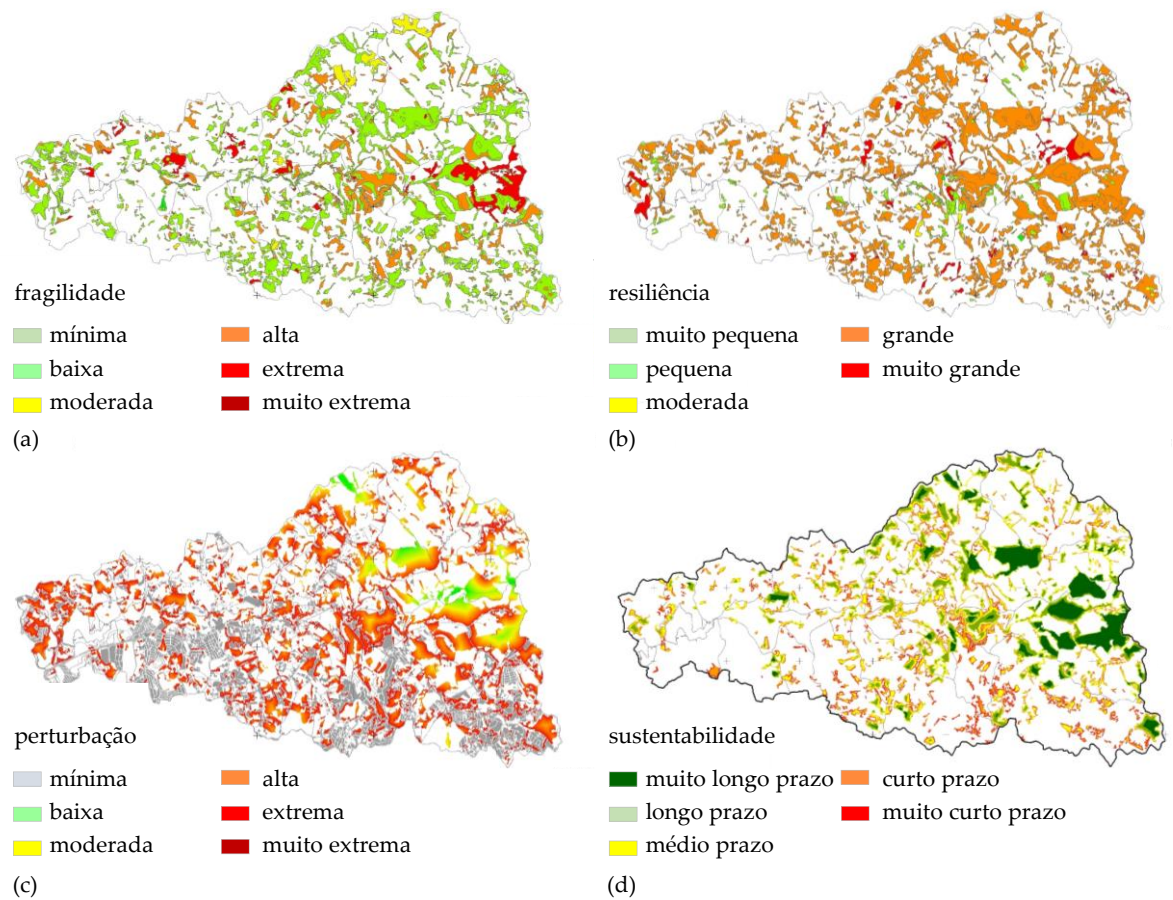 fragilidade
mínima
alta
baixa
extrema
moderada
muito extrema
(a)
resiliência
muito pequena
grande
pequena
muito grande
moderada
(b)
perturbação
mínima
alta
baixa
extrema
moderada
muito extrema
(c)
sustentabilidade
muito longo prazo
curto prazo
longo prazo
muito curto prazo
médio prazo
(d)